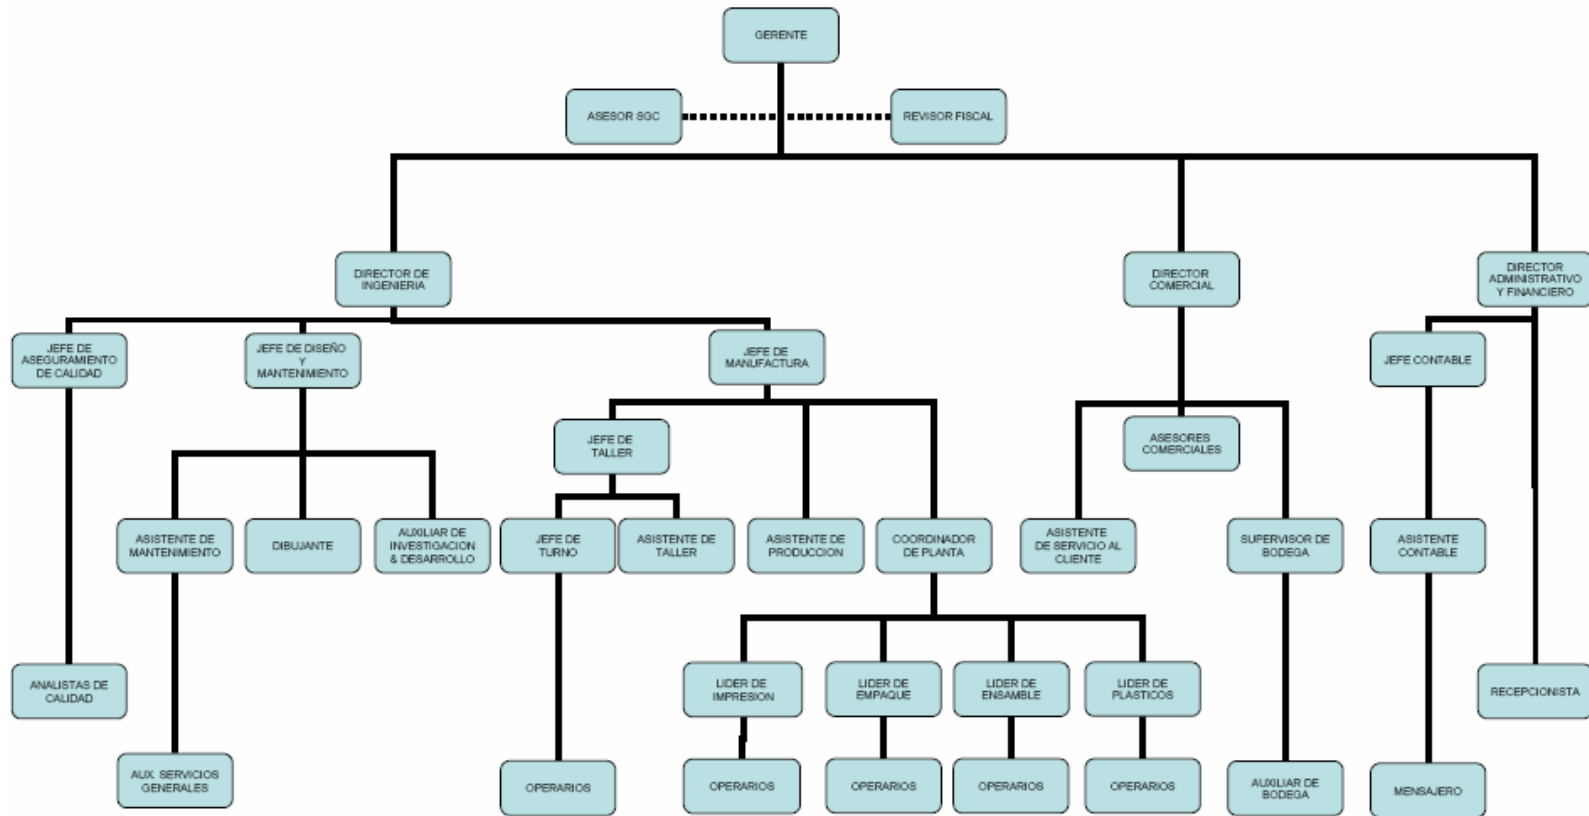 GERENTE
ASESOR SGC
REVISOR FISCAL
DIRECTOR DE
INGENIERIA
DIRECTOR
COMERCIAL
DIRECTOR
ADMINISTRATIVO
Y FINANCIERO
JEFE DE
ASEGURAMIENTO
DE CALIDAD
JEFE DE DISEÑO
Y
MANTENIMIENTO
JEFE DE
MANUFACTURA
JEFE CONTABLE
JEFE DE
TALLER
ASESORES
COMERCIALES
ASISTENTE DE
MANTENIMIENTO
DIBUJANTE
AUXILIAR DE
INVESTIGACION
& DESARROLLO
JEFE DE
TURNO
ASISTENTE DE
TALLER
ASISTENTE DE
PRODUCCION
COORDINADOR
DE PLANTA
ASISTENTE
DE SERVICIO AL
CLIENTE
SUPERVISOR DE
BODEGA
ASISTENTE
CONTABLE
ANALISTAS DE
CALIDAD
LIDER DE
IMPRESION
LIDER DE
EMPAQUE
LIDER DE
ENSAMBLE
LIDER DE
PLASTICOS
RECEPCIONISTA
AUX. SERVICIOS
GENERALES
OPERARIOS
OPERARIOS
OPERARIOS
OPERARIOS
OPERARIOS
AUXILIAR DE
BODEGA
MENSAJERO